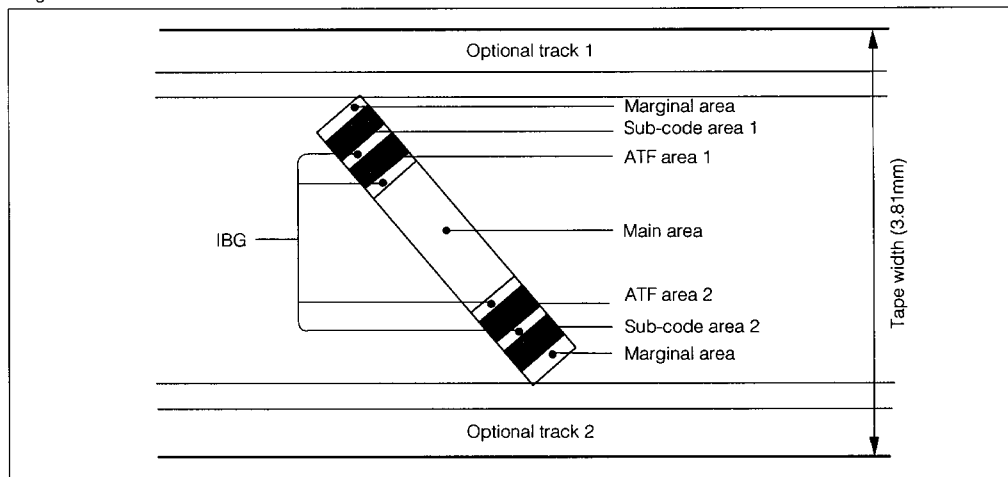 Optional track 1
Marginal area
Sub-code area 1
ATF area 1
IBG
Main area
ATF area 2
Sub-code area 2
Marginal area
Tape width (3.81mm)
Optional track 2